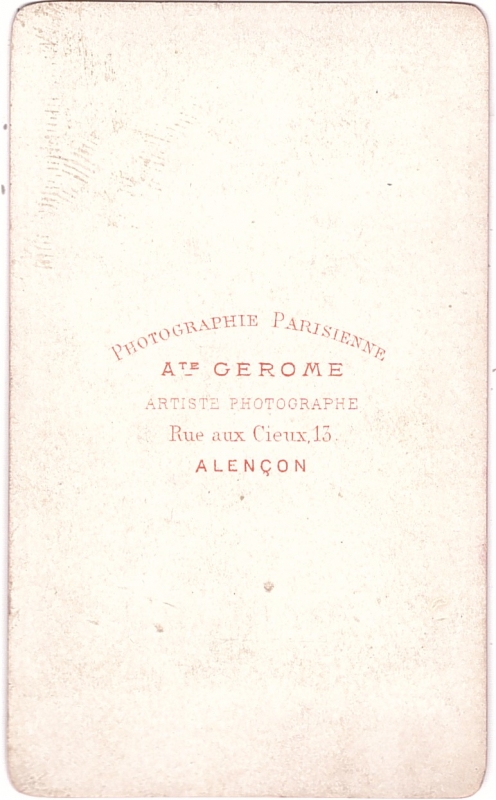 PHOTOGRAPHIE PARISIENNE
ATE GEROME
ARTISTE PHOTOGRAPHE
Rue aux Cieux, 13.
ALENÇON